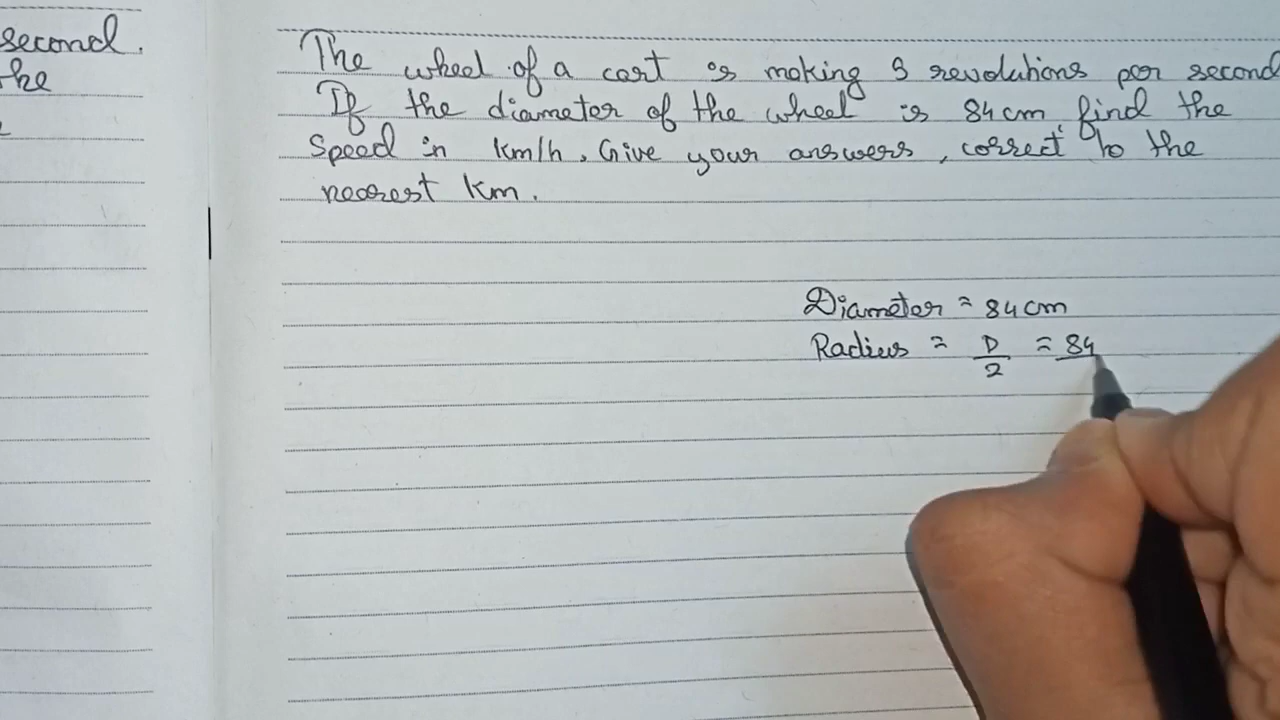 second.
the
The wheel of a cart is making 5 revolutions per second
If the diameter of the wheel is 84 cm, find the
Speed in km/h. Give your answers, correct to the
nearest km.
Diameter = 84 cm
Radius = D/2 = 84